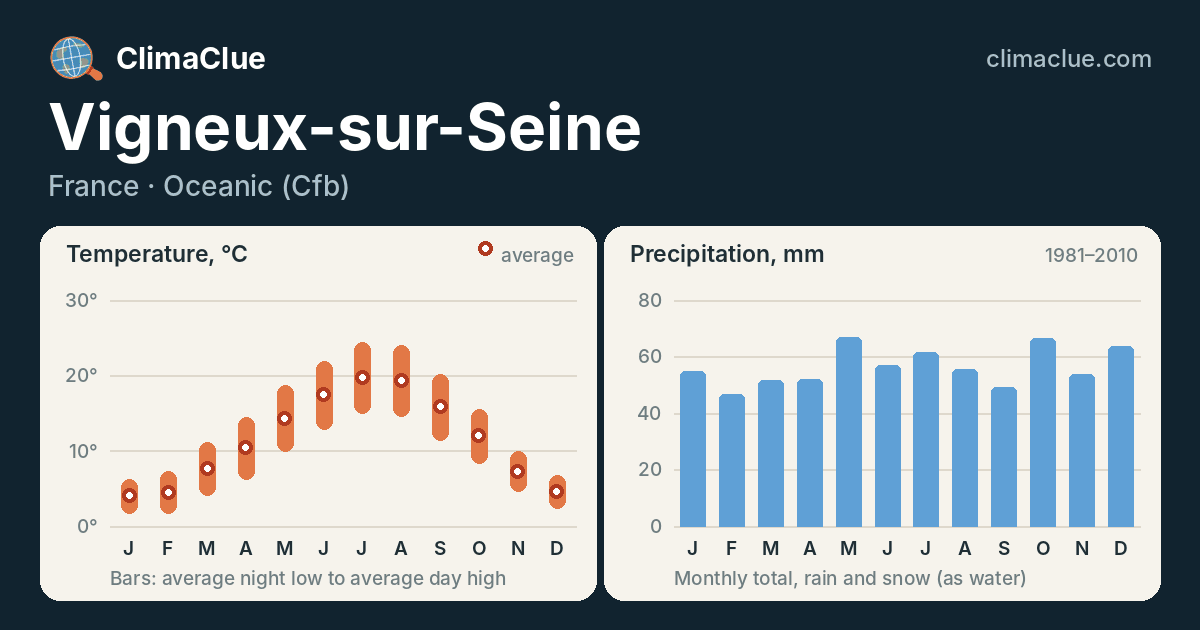 ClimaClue
climaclue.com
Vigneux-sur-Seine
France · Oceanic (Cfb)
Temperature, °C
average
30°
20°
10°
0°
J F M A M J J A S O N D
Bars: average night low to average day high
Precipitation, mm
1981–2010
80
60
40
20
0
J F M A M J J A S O N D
Monthly total, rain and snow (as water)